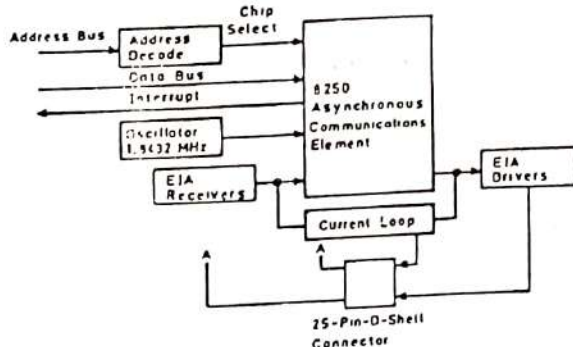 Chip
Select
Address Bus
Address
Decode
Data Bus
Interrupt
8250
Asynchronous
Communications
Element
Oscillator
1.8432 MHz
EIA
Receivers
EIA
Drivers
Current Loop
A
A
25-Pin-D-Shell
Connector